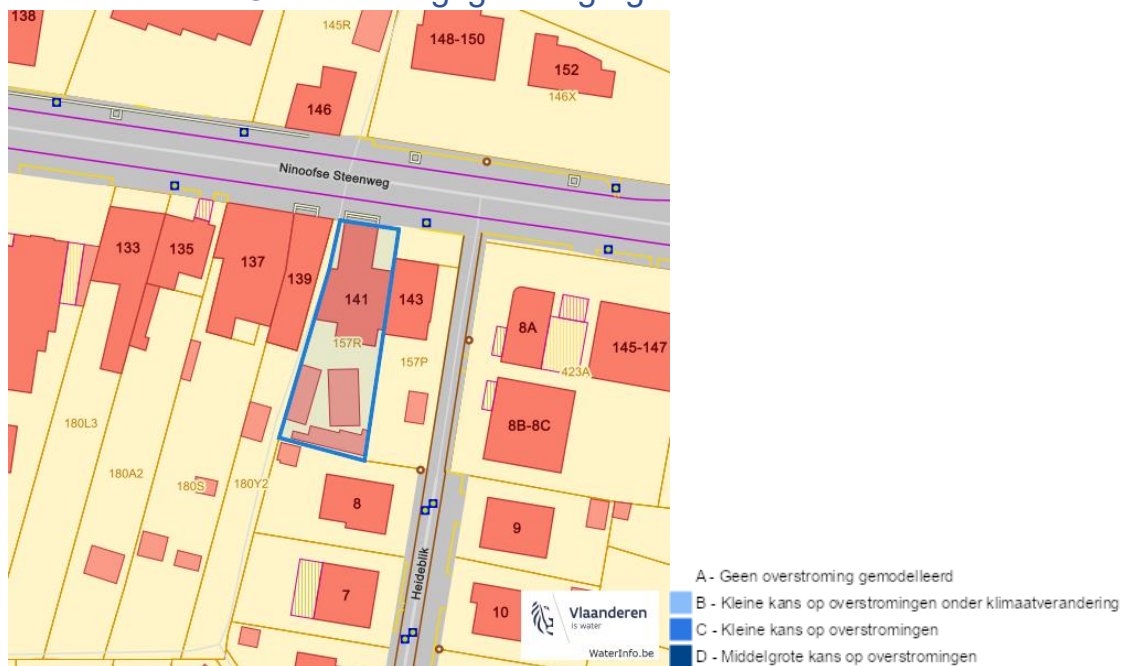 138
145R
148-150
152
146X
146
Ninoofse Steenweg
133
135
137
139
141
143
157R
157P
8A
145-147
423A
8B-8C
180L3
180A2
180S
180Y2
8
9
Heideblik
7
10
Vlaanderen
is water
WaterInfo.be
A - Geen overstroming gemodelleerd
B - Kleine kans op overstromingen onder klimaatverandering
C - Kleine kans op overstromingen
D - Middelgrote kans op overstromingen